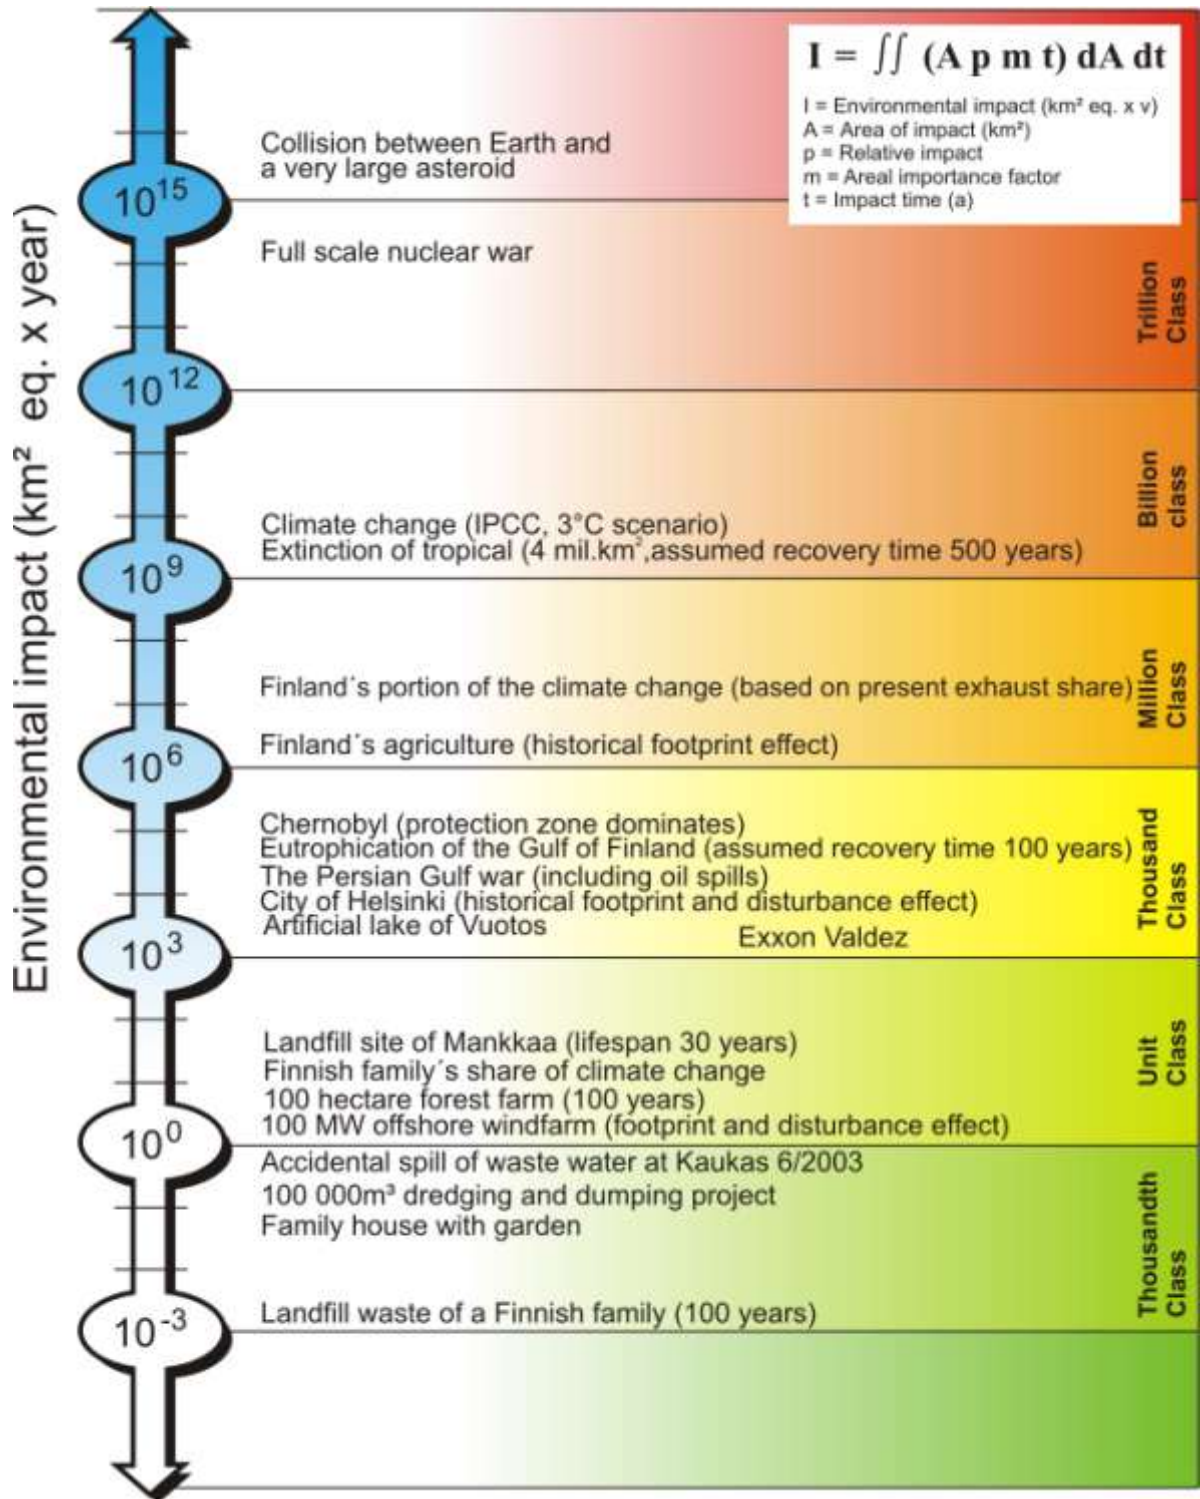 I = ∫∫ (A p m t) dA dt
I = Environmental impact (km² eq. x v)
A = Area of impact (km²)
p = Relative impact
m = Areal importance factor
t = Impact time (a)
Environmental impact (km² eq. x year)
Collision between Earth and
a very large asteroid
10¹⁵
Full scale nuclear war
Trillion
Class
10¹²
Billion
class
Climate change (IPCC, 3°C scenario)
Extinction of tropical (4 mil.km²,assumed recovery time 500 years)
10⁹
Million
Class
Finland´s portion of the climate change (based on present exhaust share)
Finland´s agriculture (historical footprint effect)
10⁶
Thousand
Class
Chernobyl (protection zone dominates)
Eutrophication of the Gulf of Finland (assumed recovery time 100 years)
The Persian Gulf war (including oil spills)
City of Helsinki (historical footprint and disturbance effect)
Artificial lake of Vuotos
Exxon Valdez
10³
Unit
Class
Landfill site of Mankkaa (lifespan 30 years)
Finnish family´s share of climate change
100 hectare forest farm (100 years)
100 MW offshore windfarm (footprint and disturbance effect)
10⁰
Accidental spill of waste water at Kaukas 6/2003
100 000m³ dredging and dumping project
Family house with garden
Thousandth
Class
Landfill waste of a Finnish family (100 years)
10⁻³